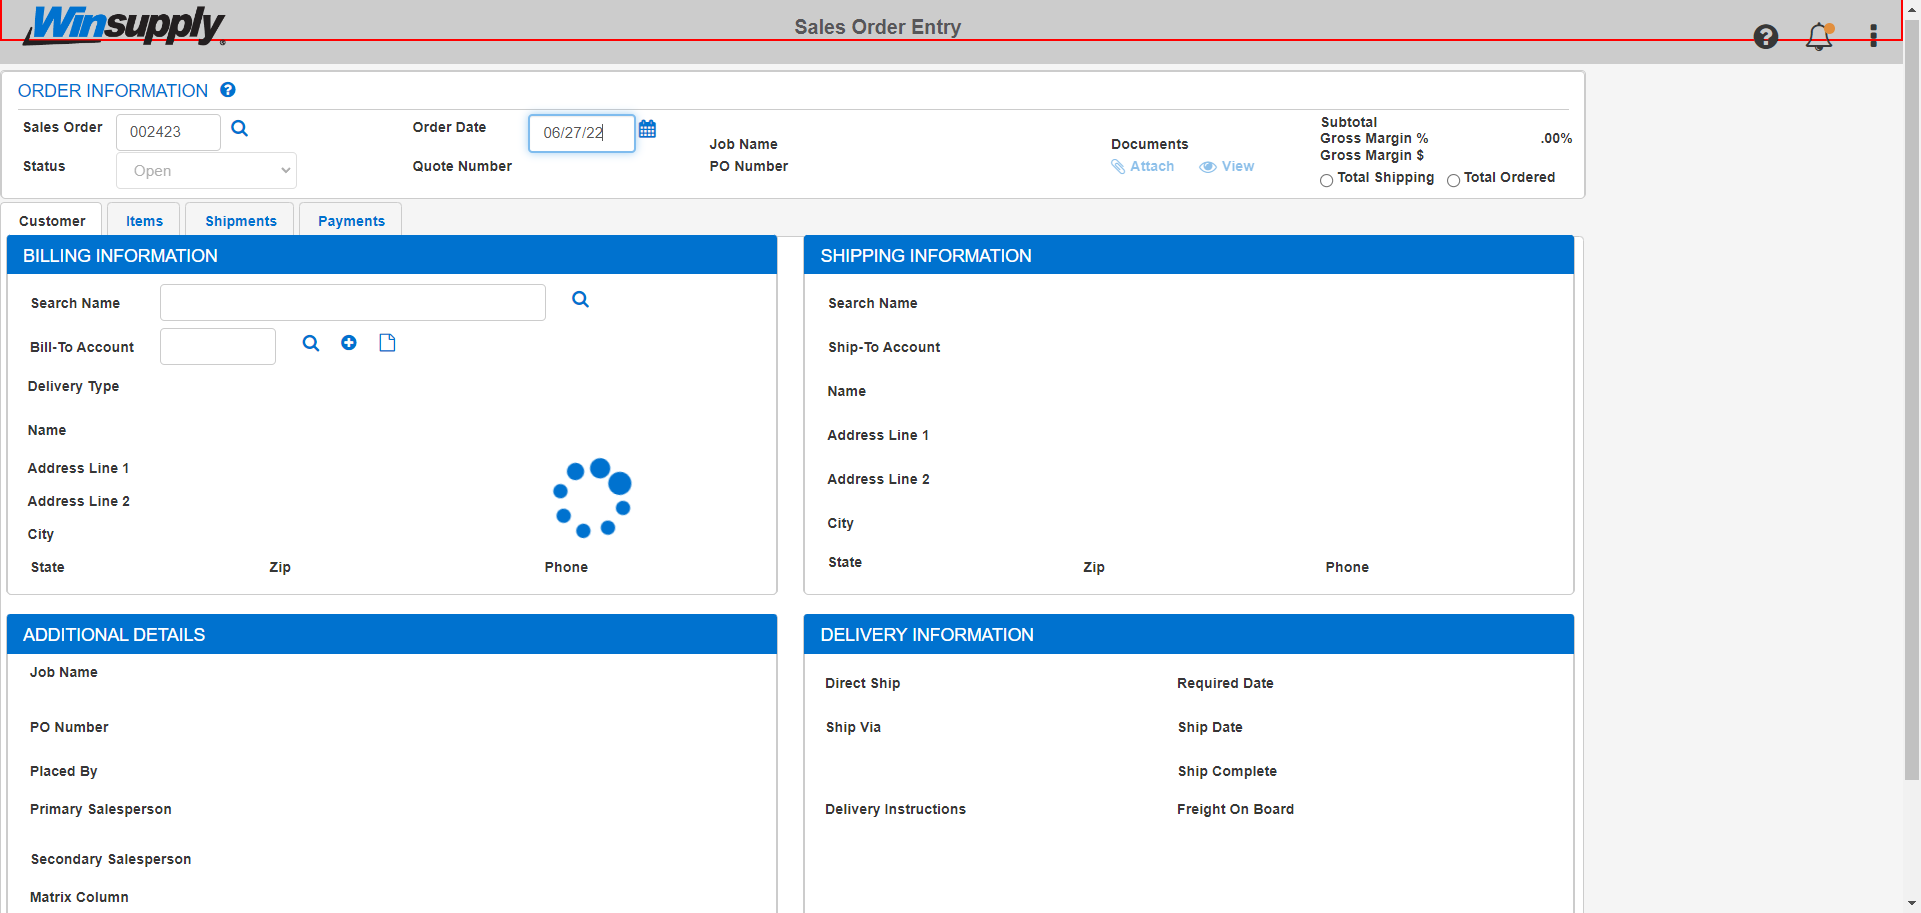 Winsupply
Sales Order Entry
ORDER INFORMATION
Sales Order 002423 Order Date 06/27/22
Status Open Quote Number
Job Name
PO Number
Documents
Attach View
Subtotal
Gross Margin % .00%
Gross Margin $
Total Shipping Total Ordered
Customer Items Shipments Payments
BILLING INFORMATION
Search Name
Bill-To Account
Delivery Type
Name
Address Line 1
Address Line 2
City
State Zip Phone
SHIPPING INFORMATION
Search Name
Ship-To Account
Name
Address Line 1
Address Line 2
City
State Zip Phone
ADDITIONAL DETAILS
Job Name
PO Number
Placed By
Primary Salesperson
Secondary Salesperson
Matrix Column
DELIVERY INFORMATION
Direct Ship Required Date
Ship Via Ship Date
Ship Complete
Delivery Instructions Freight On Board